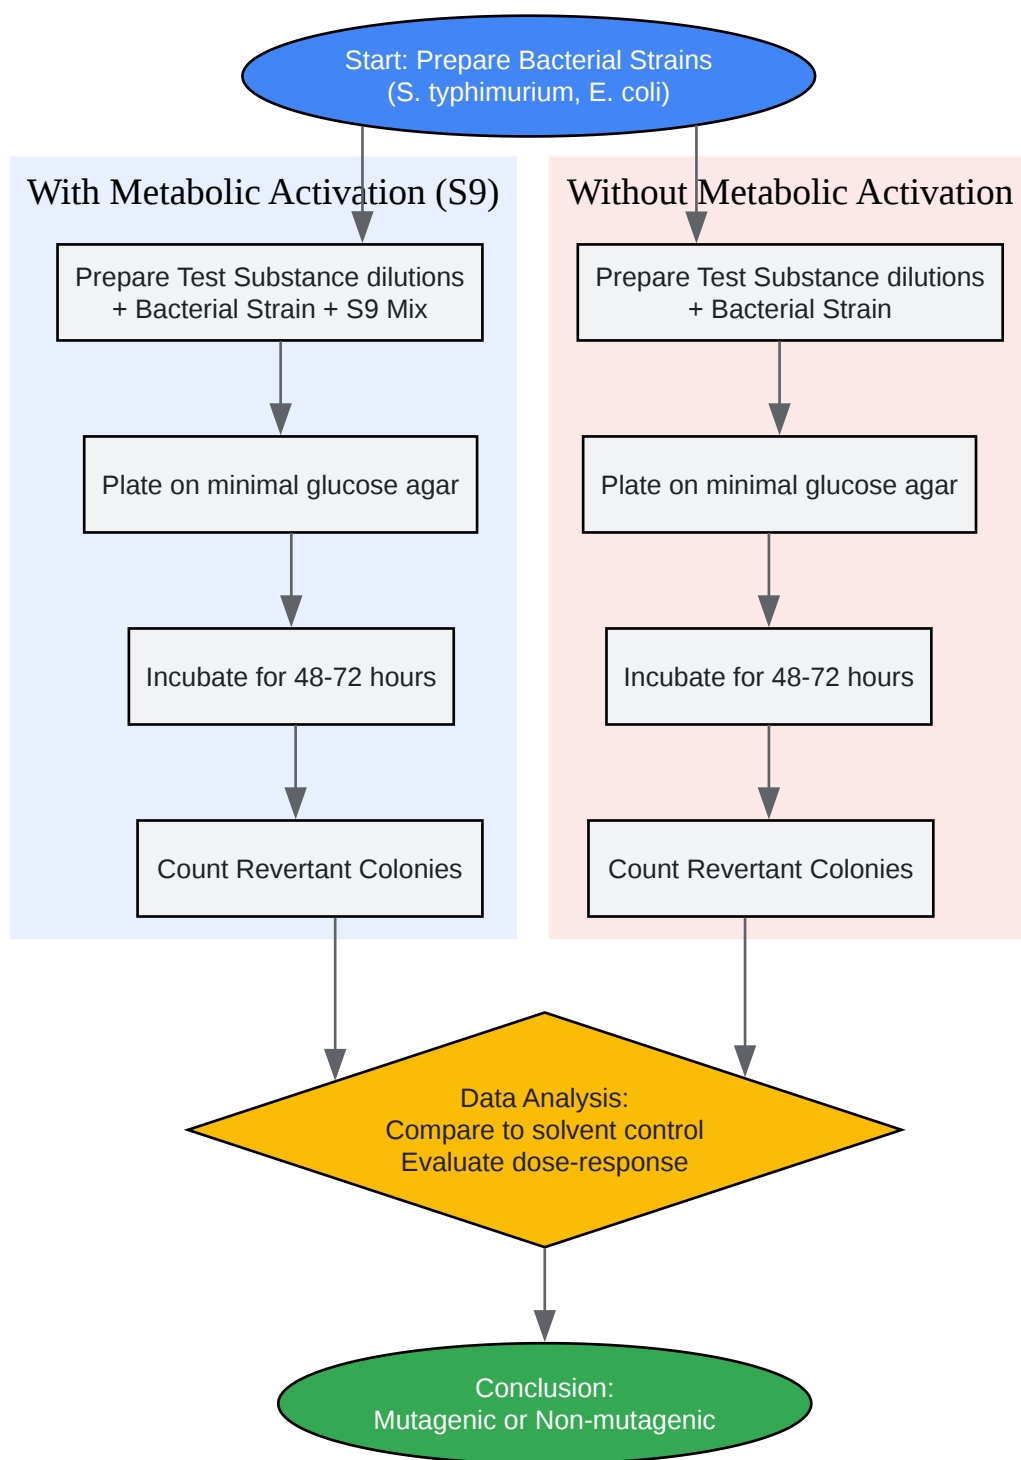 Start: Prepare Bacterial Strains
(S. typhimurium, E. coli)
With Metabolic Activation (S9)
Prepare Test Substance dilutions
+ Bacterial Strain + S9 Mix
Plate on minimal glucose agar
Incubate for 48-72 hours
Count Revertant Colonies
Without Metabolic Activation
Prepare Test Substance dilutions
+ Bacterial Strain
Plate on minimal glucose agar
Incubate for 48-72 hours
Count Revertant Colonies
Data Analysis:
Compare to solvent control
Evaluate dose-response
Conclusion:
Mutagenic or Non-mutagenic